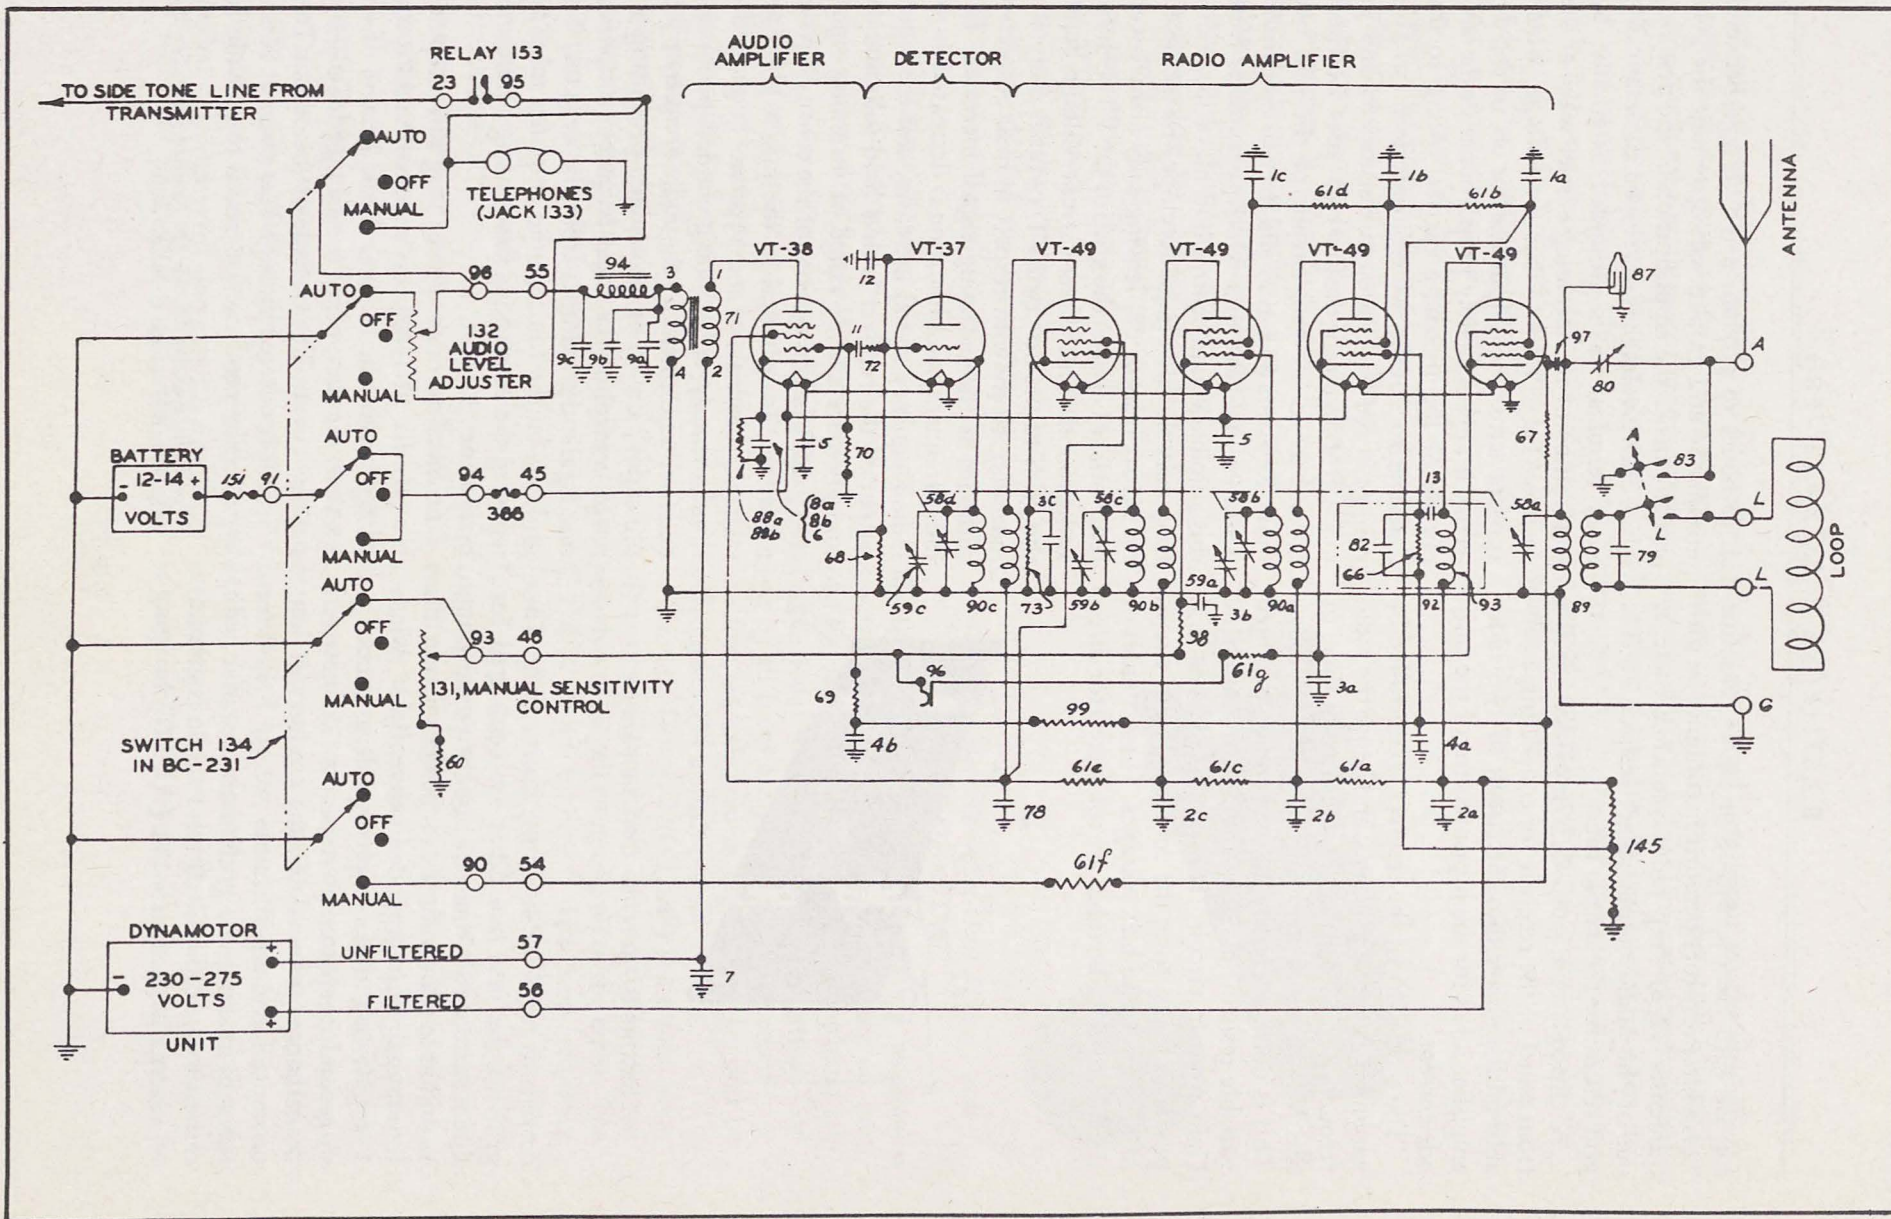 RELAY 153
23
95
TO SIDE TONE LINE FROM
TRANSMITTER
AUDIO
AMPLIFIER
DETECTOR
RADIO AMPLIFIER
AUTO
OFF
MANUAL
TELEPHONES
(JACK 133)
1c
61d
1b
61b
1a
ANTENNA
VT-38
VT-37
VT-49
VT-49
VT-49
VT-49
12
87
AUTO
OFF
MANUAL
96
55
94
3
1
71
4
2
132
AUDIO
LEVEL
ADJUSTER
9c
9b
9a
11
72
97
80
A
BATTERY
- 12-14 +
VOLTS
151
91
AUTO
OFF
MANUAL
94
45
366
88a
88b
8a
8b
6
5
70
5
67
A
83
L
68
58d
3c
58c
58b
13
58a
82
66
79
L
L
LOOP
59c
90c
73
59b
90b
59a
3b
90a
92
93
89
AUTO
OFF
MANUAL
93
46
131, MANUAL SENSITIVITY
CONTROL
60
98
96
61g
3a
69
99
4b
4a
G
SWITCH 134
IN BC-231
AUTO
OFF
MANUAL
61e
61c
61a
78
2c
2b
2a
145
90
54
61f
DYNAMOTOR
+
-
230-275
VOLTS
+
UNIT
UNFILTERED
57
7
FILTERED
56